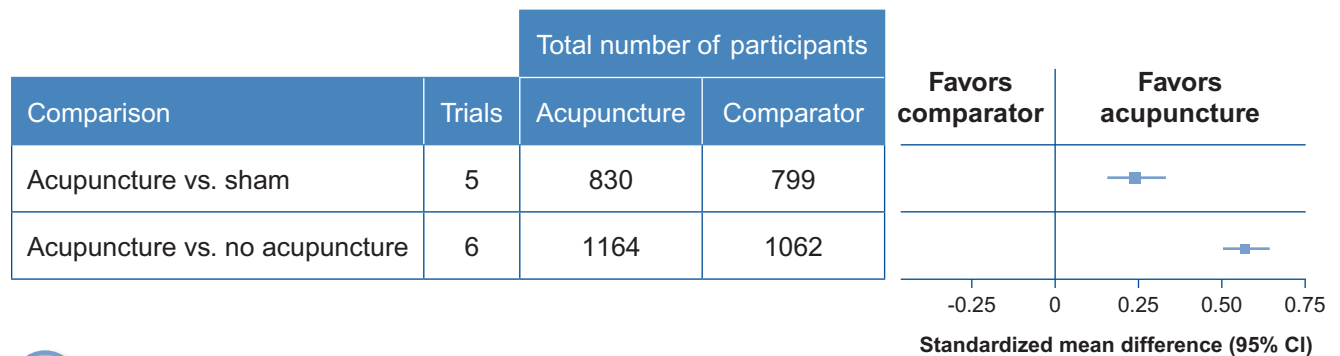 Total number of participants
Favors comparator
Favors acupuncture
Comparison Trials Acupuncture Comparator
Acupuncture vs. sham 5 830 799
Acupuncture vs. no acupuncture 6 1164 1062
-0.25 0 0.25 0.50 0.75
Standardized mean difference (95% CI)